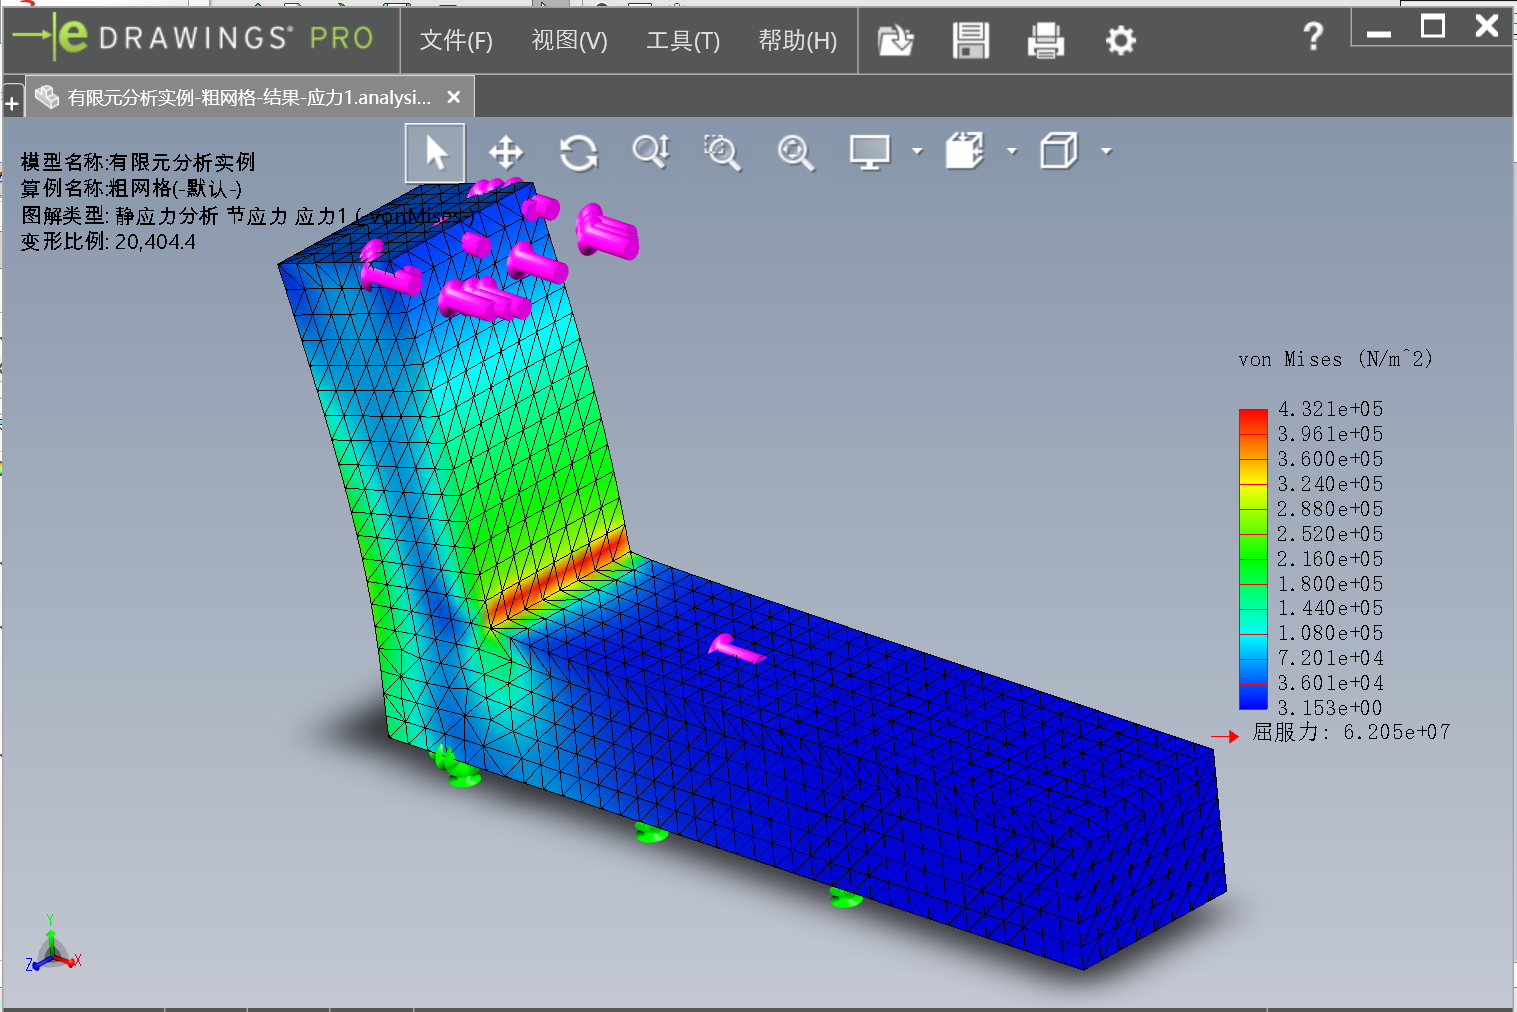 eDRAWINGS® PRO 文件(F) 视图(V) 工具(T) 帮助(H) ?
+ 有限元分析实例-粗网格-结果-应力1.analysi... ×
模型名称:有限元分析实例
算例名称:粗网格(-默认-)
图解类型: 静应力分析 节应力 应力1 (-vonMises-)
变形比例: 20,404.4
von Mises (N/m^2)
4.321e+05
3.961e+05
3.600e+05
3.240e+05
2.880e+05
2.520e+05
2.160e+05
1.800e+05
1.440e+05
1.080e+05
7.201e+04
3.601e+04
3.153e+00
屈服力: 6.205e+07
Y
Z X